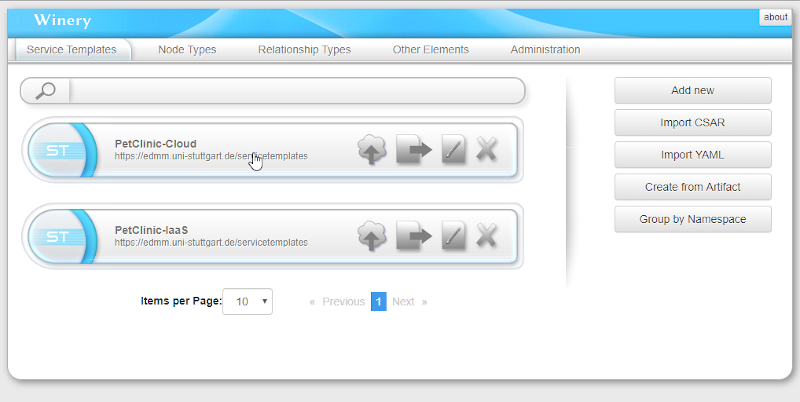 Winery
about
Service Templates Node Types Relationship Types Other Elements Administration
ST
PetClinic-Cloud
https://edmm.uni-stuttgart.de/servicetemplates
ST
PetClinic-IaaS
https://edmm.uni-stuttgart.de/servicetemplates
Items per Page: 10 « Previous 1 Next »
Add new
Import CSAR
Import YAML
Create from Artifact
Group by Namespace